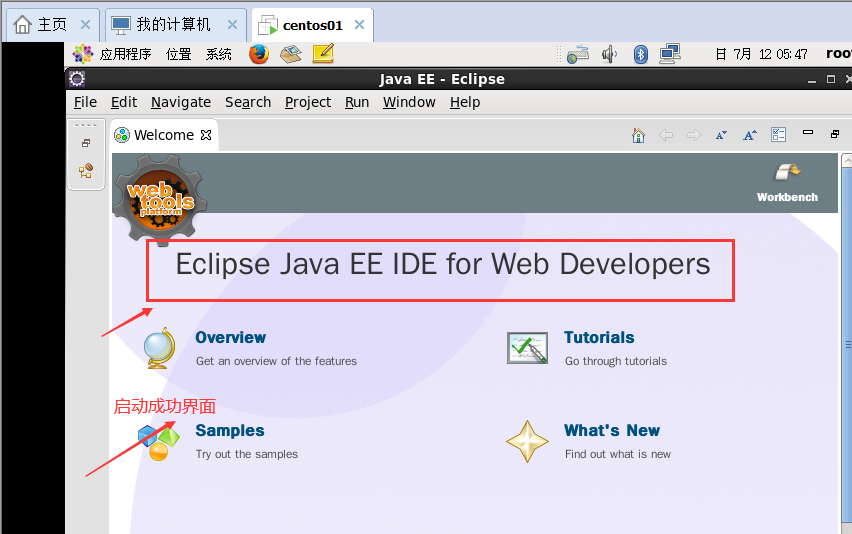 主页 我的计算机 centos01
应用程序 位置 系统 日 7月 12 05:47 roo
Java EE - Eclipse
File Edit Navigate Search Project Run Window Help
Welcome
web tools platform
Workbench
Eclipse Java EE IDE for Web Developers
Overview
Get an overview of the features
Tutorials
Go through tutorials
启动成功界面
Samples
Try out the samples
What's New
Find out what is new